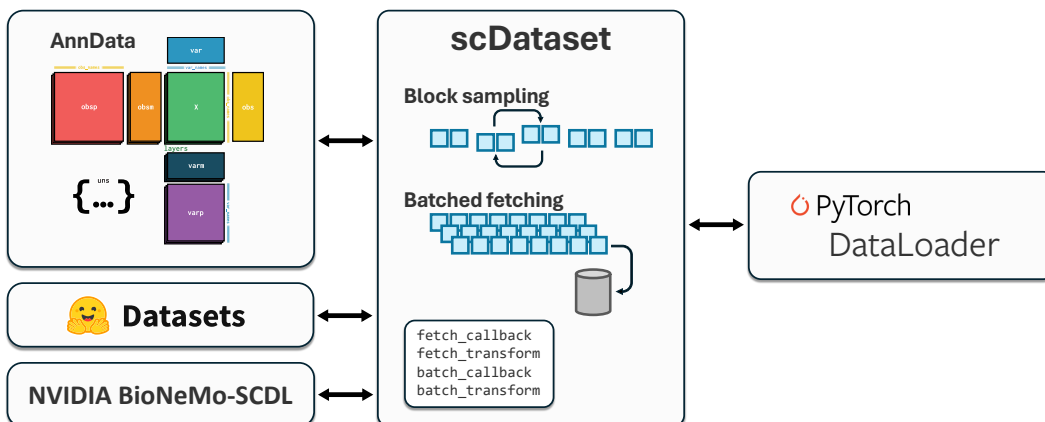 AnnData
var
var_names
obsp
obsm
X
obs
layers
varm
uns
{...}
varp
Datasets
NVIDIA BioNeMo-SCDL
scDataset
Block sampling
Batched fetching
fetch_callback
fetch_transform
batch_callback
batch_transform
PyTorch
DataLoader